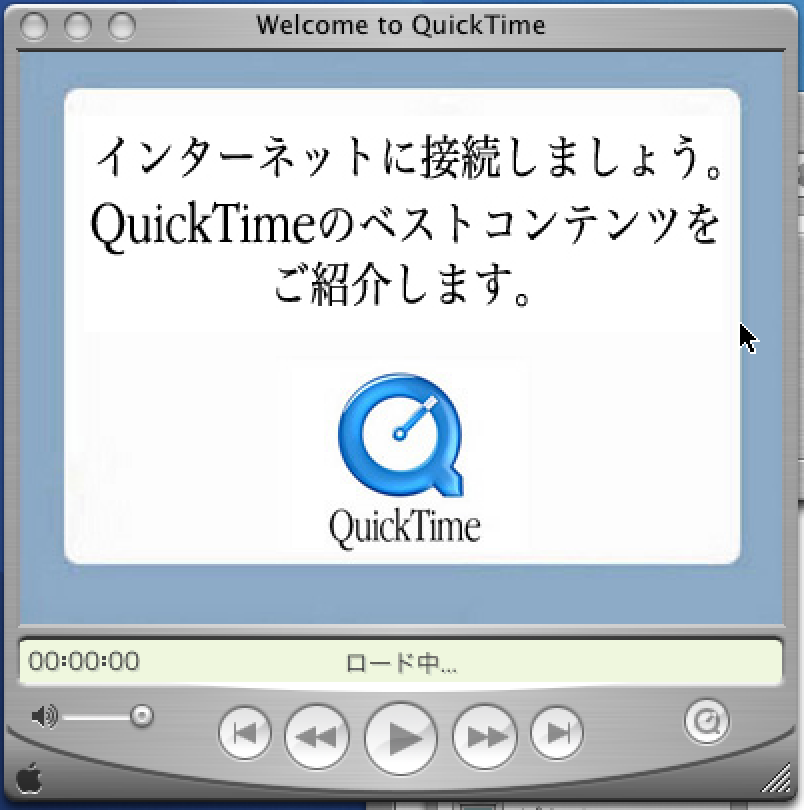 Welcome to QuickTime
インターネットに接続しましょう。
QuickTimeのベストコンテンツを
ご紹介します。
QuickTime
00:00:00
ロード中...